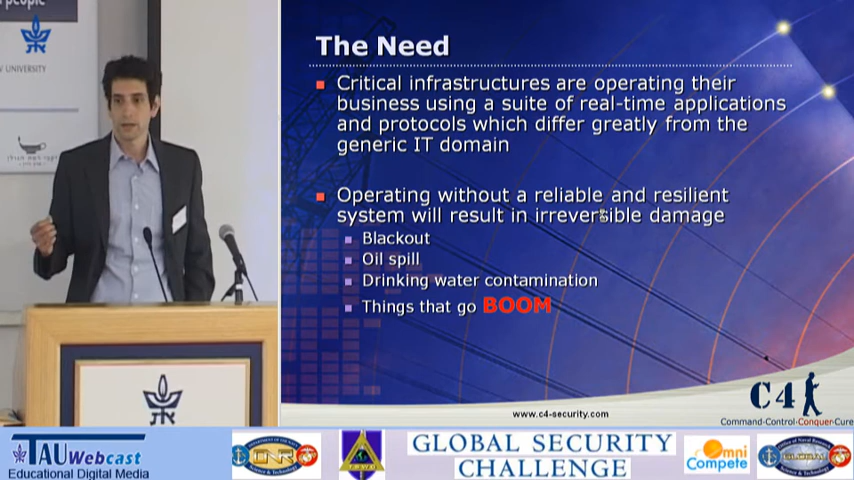 people
UNIVERSITY
The Need
Critical infrastructures are operating their
business using a suite of real-time applications
and protocols which differ greatly from the
generic IT domain
Operating without a reliable and resilient
system will result in irreversible damage
Blackout
Oil spill
Drinking water contamination
Things that go BOOM
C4
www.c4-security.com
Command-Control-Conquer-Cure
TAU Webcast
Educational Digital Media
ONR
GLOBAL SECURITY
CHALLENGE
Omni
Compete